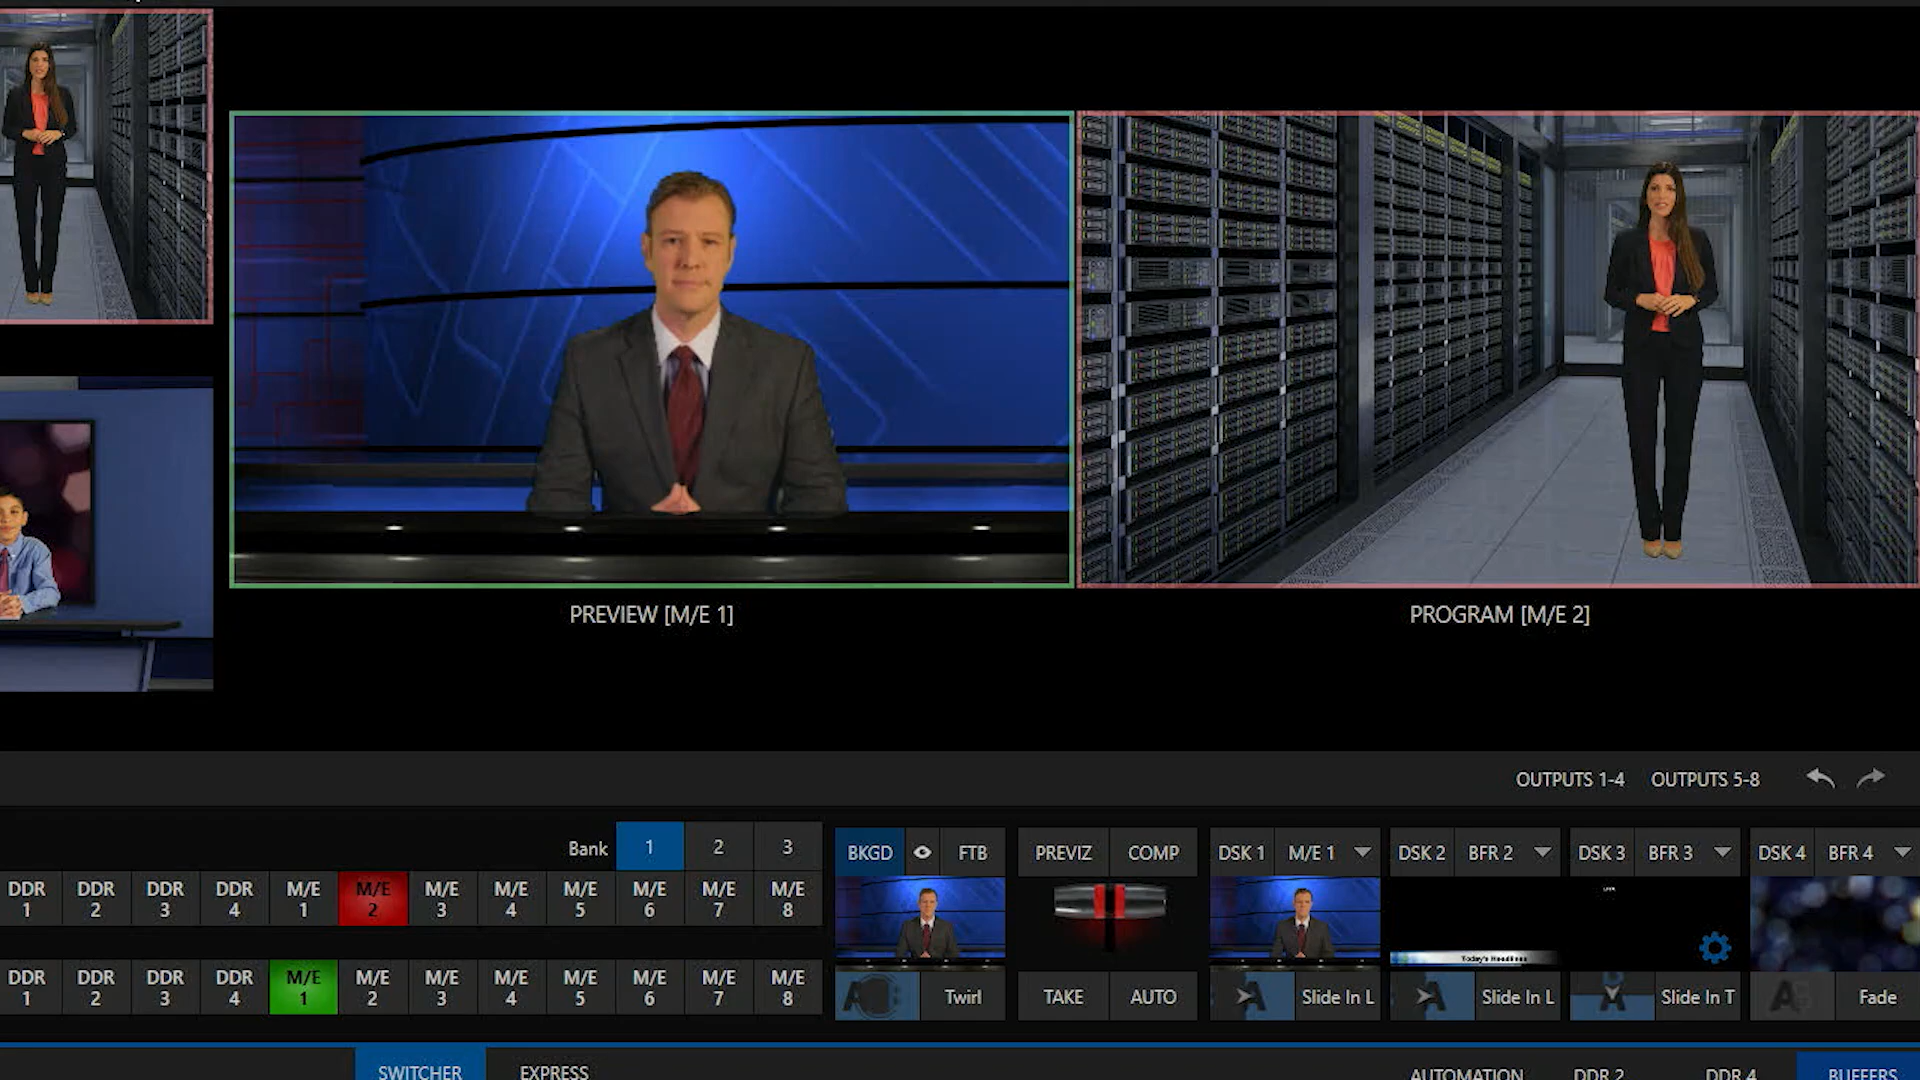 PREVIEW [M/E 1]
PROGRAM [M/E 2]
OUTPUTS 1-4 OUTPUTS 5-8
Bank 1 2 3
BKGD FTB PREVIZ COMP DSK 1 M/E 1 DSK 2 BFR 2 DSK 3 BFR 3 DSK 4 BFR 4
DDR 1 DDR 2 DDR 3 DDR 4 M/E 1 M/E 2 M/E 3 M/E 4 M/E 5 M/E 6 M/E 7 M/E 8
Today's Headlines
DDR 1 DDR 2 DDR 3 DDR 4 M/E 1 M/E 2 M/E 3 M/E 4 M/E 5 M/E 6 M/E 7 M/E 8
Twirl TAKE AUTO Slide In L Slide In L Slide In T Fade
SWITCHER EXPRESS AUTOMATION DDR 2 DDR 4 BUFFERS